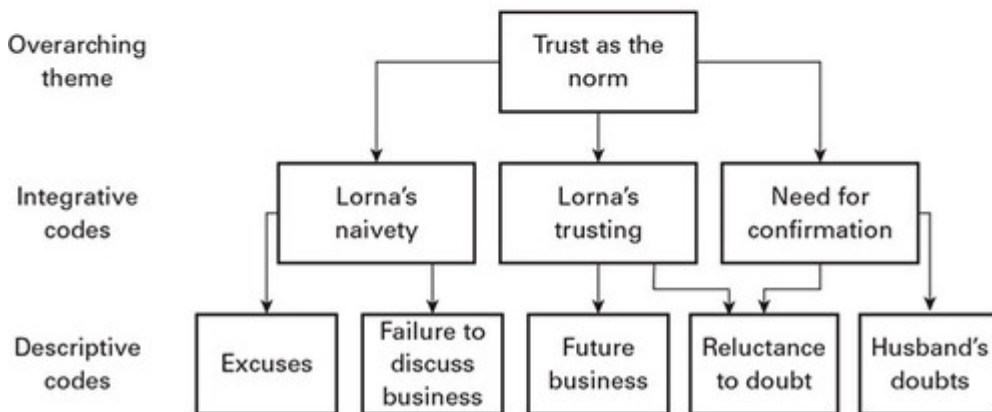 Overarching
theme
Trust as the
norm
Integrative
codes
Lorna's
naivety
Lorna's
trusting
Need for
confirmation
Descriptive
codes
Excuses
Failure to
discuss
business
Future
business
Reluctance
to doubt
Husband's
doubts